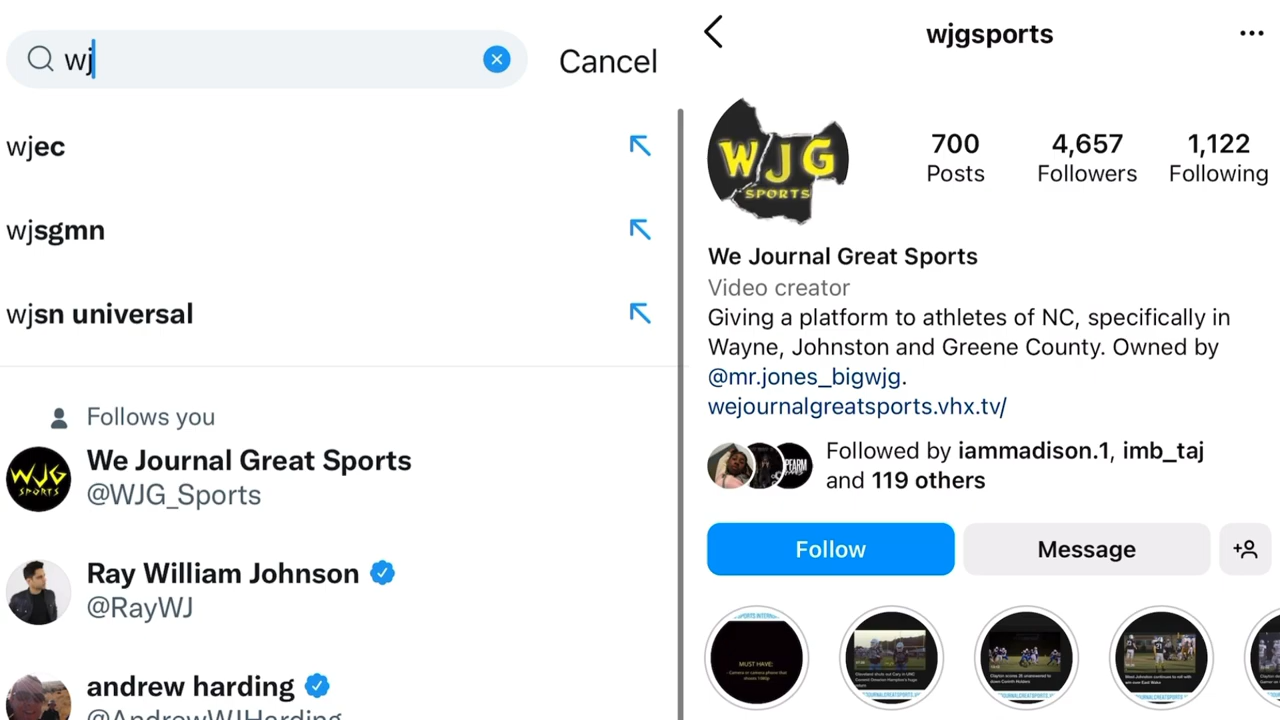 wj
Cancel
wjec
wjsgmn
wjsn universal
Follows you
We Journal Great Sports
@WJG_Sports
WJG
SPORTS
Ray William Johnson
@RayWJ
andrew harding
@AndrewWJHarding
wjgsports
WJG
SPORTS
700
Posts
4,657
Followers
1,122
Following
We Journal Great Sports
Video creator
Giving a platform to athletes of NC, specifically in
Wayne, Johnston and Greene County. Owned by
@mr.jones_bigwjg.
wejournalgreatsports.vhx.tv/
Followed by iammadison.1, imb_taj
and 119 others
Follow
Message
MUST HAVE: